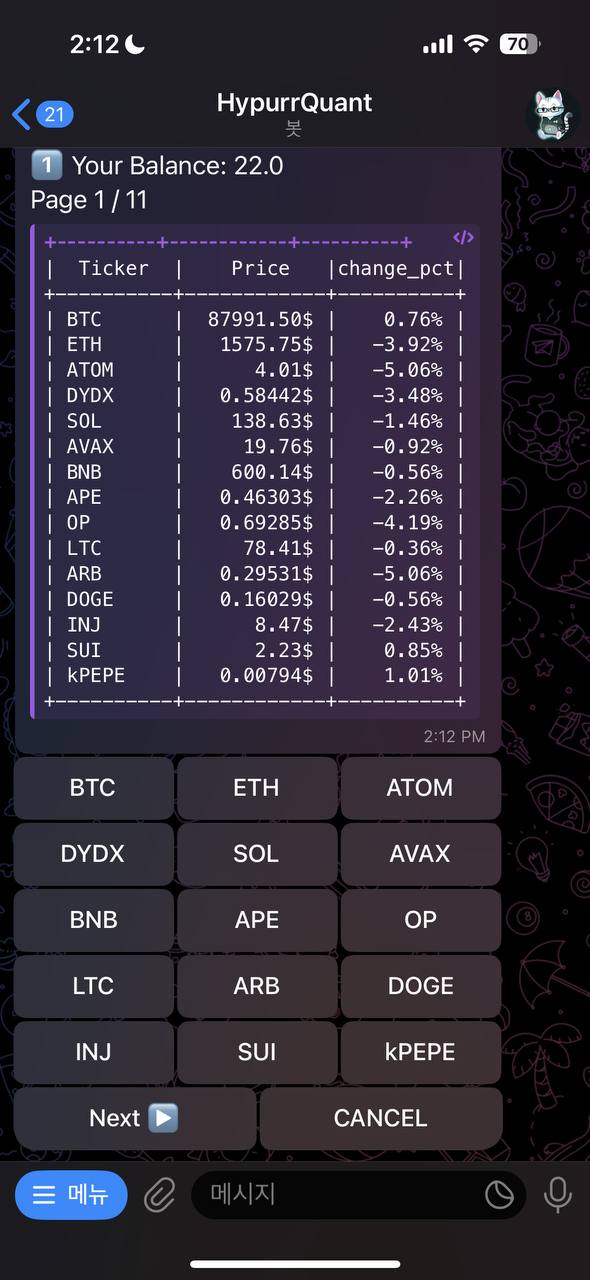 2:12
70
21
HypurrQuant
봇
1 Your Balance: 22.0
Page 1 / 11
+----------+------------+----------+ </>
| Ticker | Price |change_pct|
+----------+------------+----------+
| BTC | 87991.50$ | 0.76% |
| ETH | 1575.75$ | -3.92% |
| ATOM | 4.01$ | -5.06% |
| DYDX | 0.58442$ | -3.48% |
| SOL | 138.63$ | -1.46% |
| AVAX | 19.76$ | -0.92% |
| BNB | 600.14$ | -0.56% |
| APE | 0.46303$ | -2.26% |
| OP | 0.69285$ | -4.19% |
| LTC | 78.41$ | -0.36% |
| ARB | 0.29531$ | -5.06% |
| DOGE | 0.16029$ | -0.56% |
| INJ | 8.47$ | -2.43% |
| SUI | 2.23$ | 0.85% |
| kPEPE | 0.00794$ | 1.01% |
+----------+------------+----------+
2:12 PM
BTC ETH ATOM
DYDX SOL AVAX
BNB APE OP
LTC ARB DOGE
INJ SUI kPEPE
Next ▶ CANCEL
메뉴 메시지